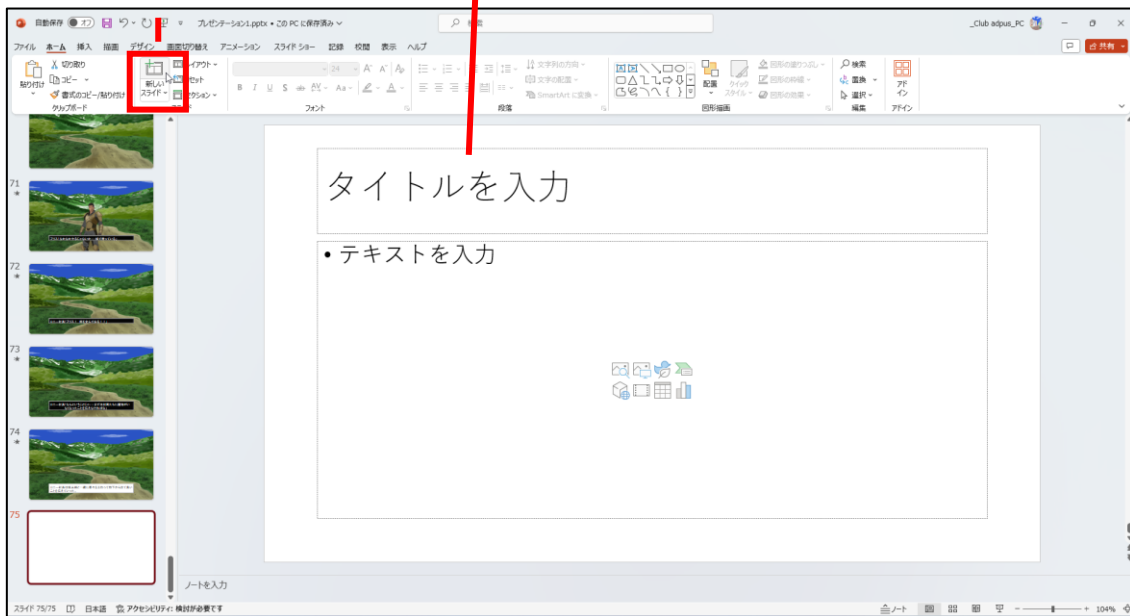 自動保存 オフ プレゼンテーション1.pptx • この PC に保存済み 検索 _Club adpus_PC
ファイル ホーム 挿入 描画 デザイン 画面切り替え アニメーション スライド ショー 記録 校閲 表示 ヘルプ 共有
貼り付け 切り取り コピー 書式のコピー/貼り付け クリップボード
新しいスライド セクション
24
B I U S ab AV Aa A フォント
段落
文字列の方向 文字の配置 SmartArt に変換
配置 クイック スタイル 図形の塗りつぶし 図形の枠線 図形の効果 図形描画
検索 置換 選択 編集
アドイン アドイン
71
72
73
74
75
タイトルを入力
• テキストを入力
ノートを入力
スライド 75/75 日本語 アクセシビリティ: 検討が必要です ノート 104%